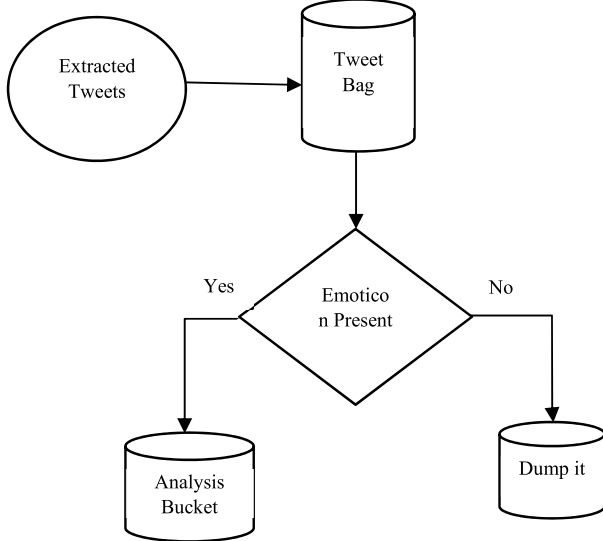 Extracted
Tweets
Tweet
Bag
Yes
Emotico
n Present
No
Analysis
Bucket
Dump it